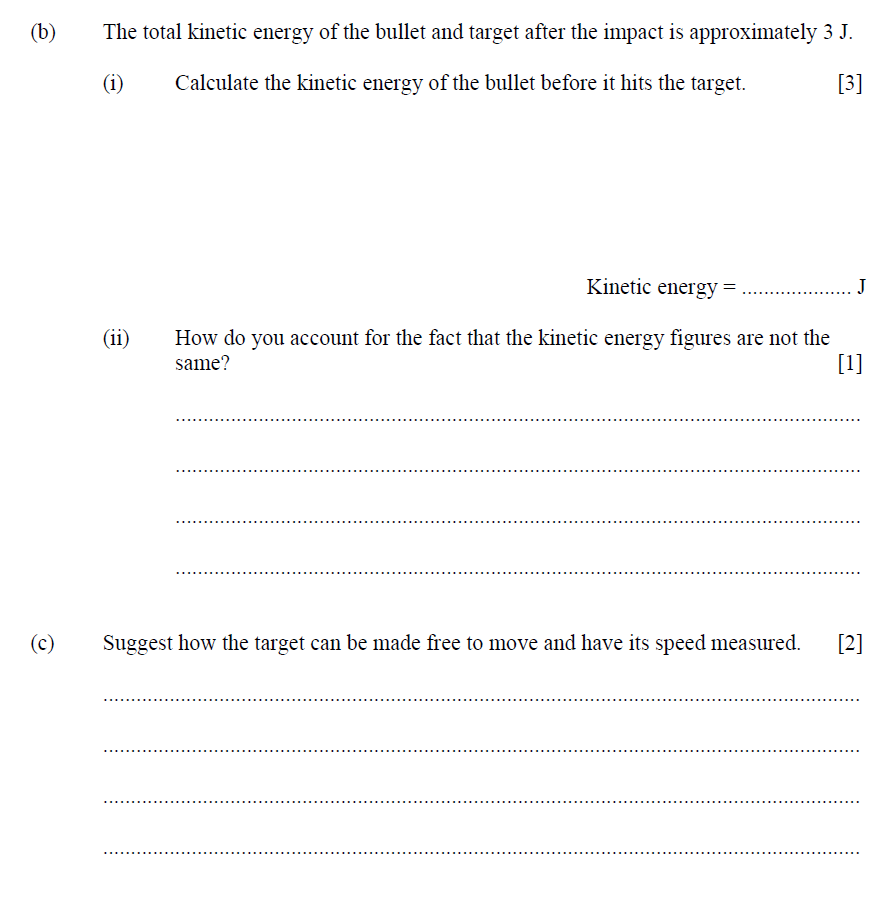 (b) The total kinetic energy of the bullet and target after the impact is approximately 3 J.
(i) Calculate the kinetic energy of the bullet before it hits the target. [3]
Kinetic energy = .................... J
(ii) How do you account for the fact that the kinetic energy figures are not the
same? [1]
................................................................................
................................................................................
................................................................................
................................................................................
(c) Suggest how the target can be made free to move and have its speed measured. [2]
................................................................................
................................................................................
................................................................................
................................................................................